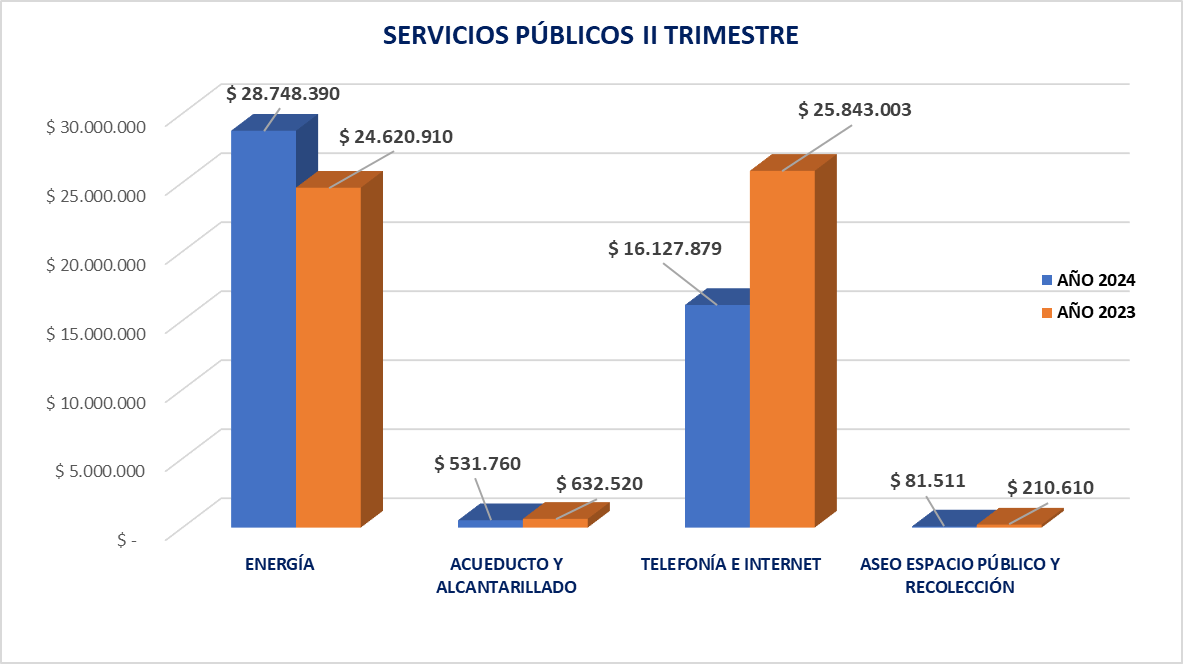 SERVICIOS PÚBLICOS II TRIMESTRE
$ 30.000.000
$ 25.000.000
$ 20.000.000
$ 15.000.000
$ 10.000.000
$ 5.000.000
$ -
$ 28.748.390
$ 24.620.910
$ 531.760
$ 632.520
$ 16.127.879
$ 25.843.003
$ 81.511
$ 210.610
ENERGÍA
ACUEDUCTO Y
ALCANTARILLADO
TELEFONÍA E INTERNET
ASEO ESPACIO PÚBLICO Y
RECOLECCIÓN
AÑO 2024
AÑO 2023